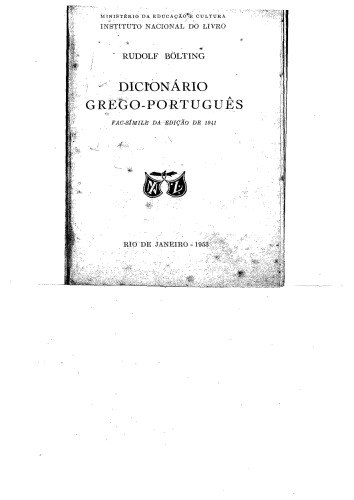 MINISTÉRIO DA EDUCAÇÃO E CULTURA
INSTITUTO NACIONAL DO LIVRO
RUDOLF BÖLTING
DICIONÁRIO
GREGO-PORTUGUÊS
FAC-SÍMILE DA EDIÇÃO DE 1941
RIO DE JANEIRO - 1953